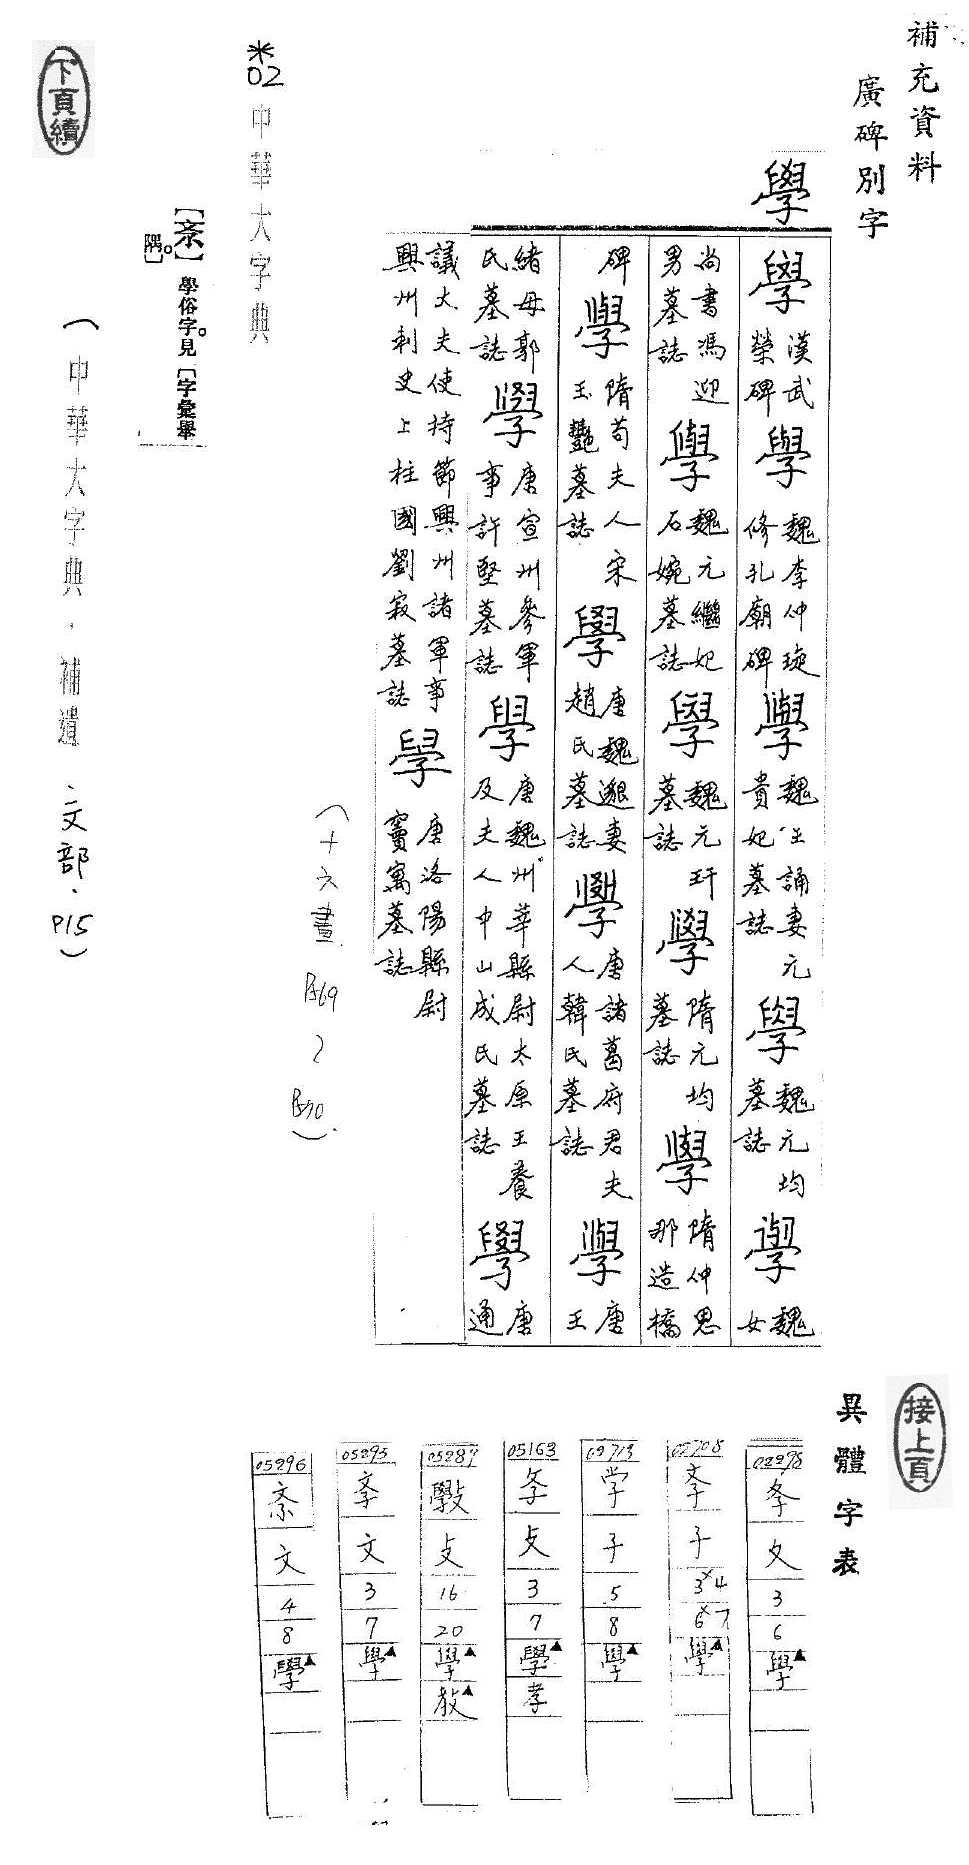 補充資料
廣碑別字
學
學 漢武榮碑 學 魏李仲璇修孔廟碑 學 魏王誦妻元貴妃墓誌 學 魏元均墓誌 學 魏女
尚書馮迎男墓誌 學 魏元繼妃石婉墓誌 學 魏元玕墓誌 學 隋元均墓誌 學 隋仲思那造橋
碑 學 隋苟夫人宋玉艷墓誌 學 唐魏邈妻趙氏墓誌 學 唐諸葛府君夫人韓氏墓誌 學 唐王
緒母郭氏墓誌 學 唐宣州參軍事許堅墓誌 學 唐魏州華縣尉太原王養及夫人中山成氏墓誌 學 唐通
議大夫使持節興州諸軍事興州刺史上柱國劉寂墓誌 學 唐洛陽縣尉竇寓墓誌
(十六畫 P.369~P.370.)
※02
中華大字典
【斈】學俗字。見【字彙舉隅。】
(中華大字典.補遺、文部.P15)
下頁續
接上頁
異體字表
02298 夊 3 6 學▲
02708 斈 子 3 4 6 7 學▲
02713 学 子 5 8 學▲
05163 攴 3 7 學▲ 孝
05287 斆 攴 16 20 學▲ 教▲
05295 斈 文 3 7 學▲
05296 文 4 8 學▲